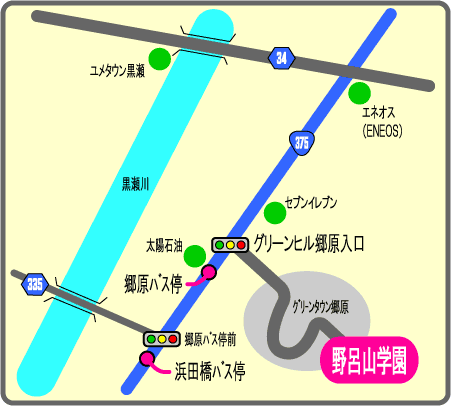 34
ユメタウン黒瀬
エネオス
(ENEOS)
375
黒瀬川
セブンイレブン
太陽石油
グリーンヒル郷原入口
郷原バス停
335
グリーンタウン郷原
郷原バス停前
野呂山学園
浜田橋バス停